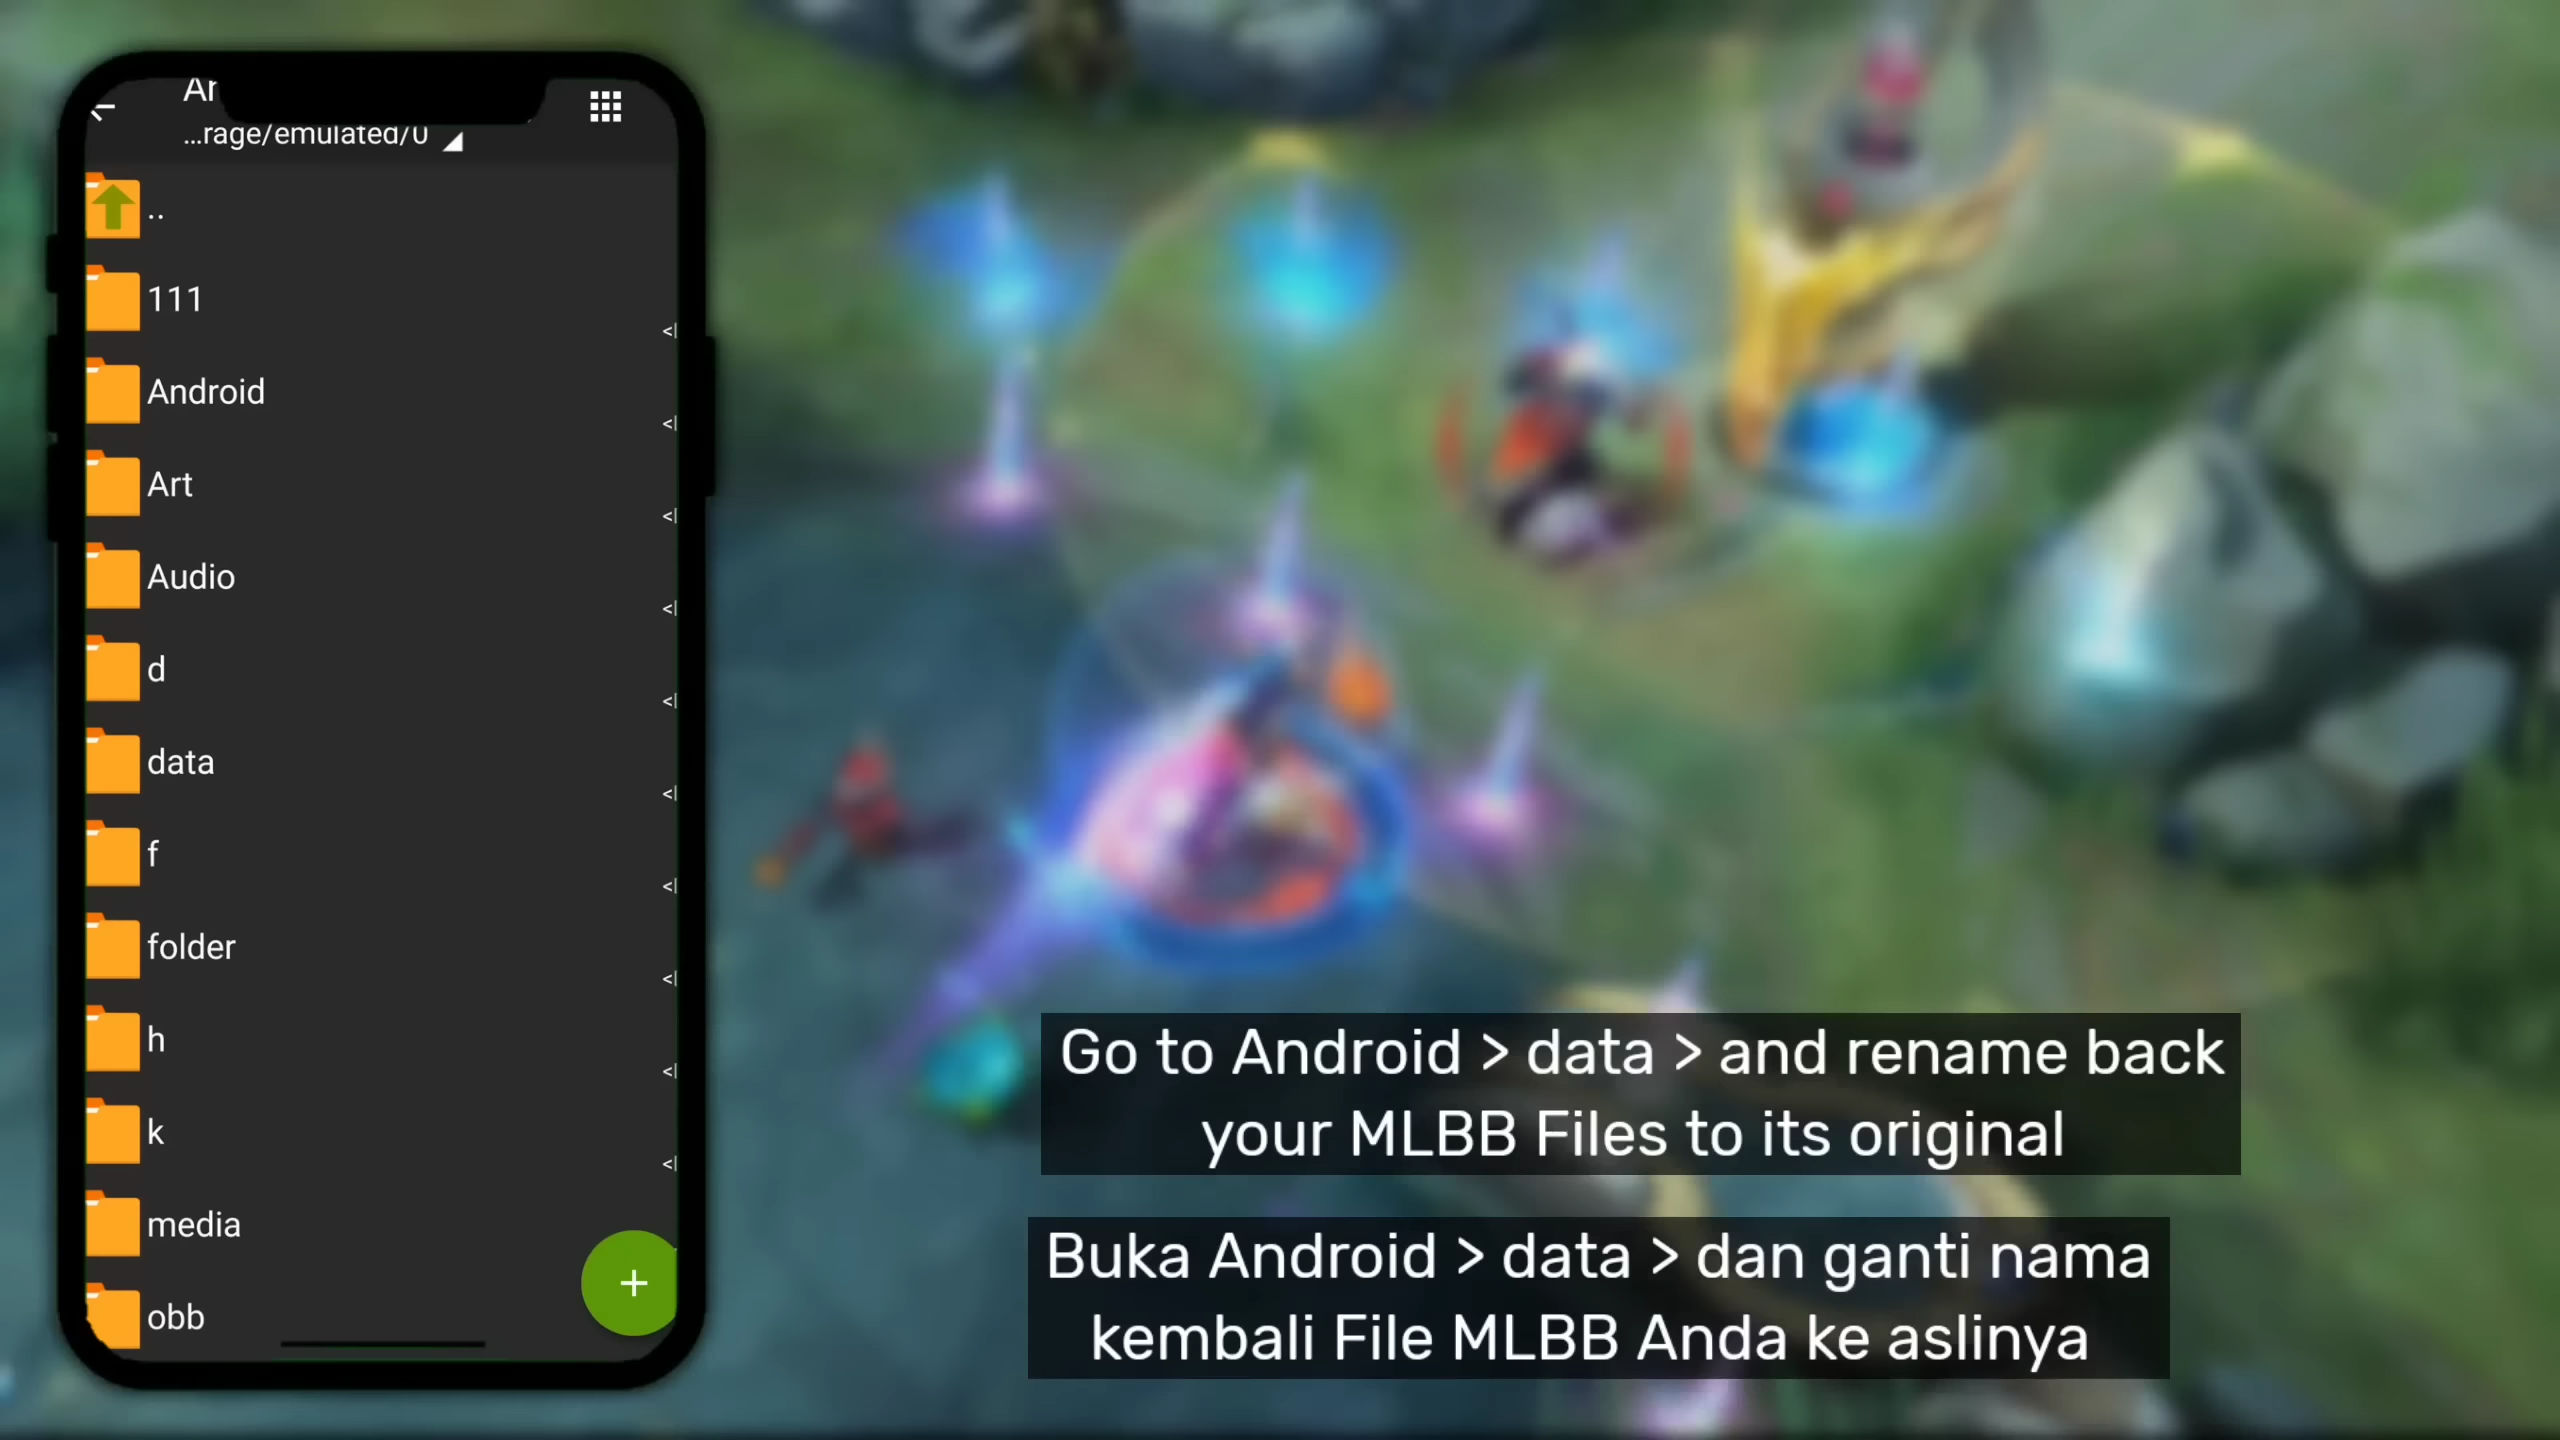 ...rage/emulated/0
..
111
Android
Art
Audio
d
data
f
folder
h
k
media
obb
Go to Android > data > and rename back
your MLBB Files to its original
Buka Android > data > dan ganti nama
kembali File MLBB Anda ke aslinya